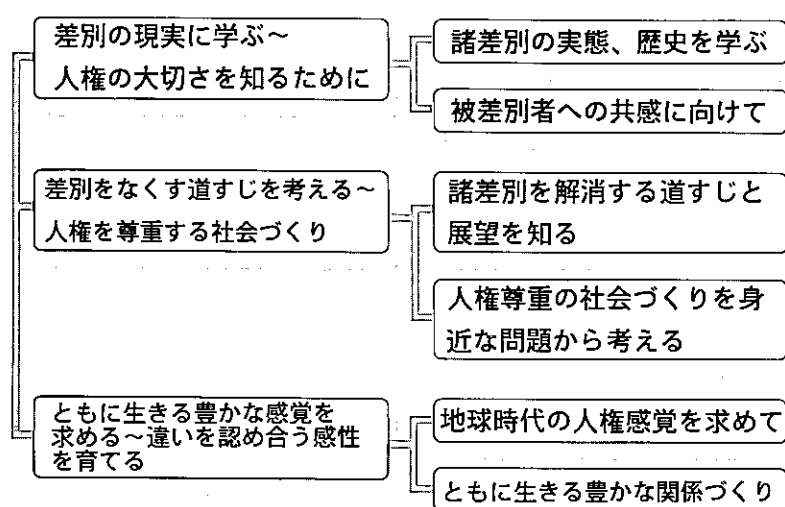 差別の現実に学ぶ～
人権の大切さを知るために
諸差別の実態、歴史を学ぶ
被差別者への共感に向けて
差別をなくす道すじを考える～
人権を尊重する社会づくり
諸差別を解消する道すじと
展望を知る
人権尊重の社会づくりを身
近な問題から考える
ともに生きる豊かな感覚を
求める～違いを認め合う感性
を育てる
地球時代の人権感覚を求めて
ともに生きる豊かな関係づくり